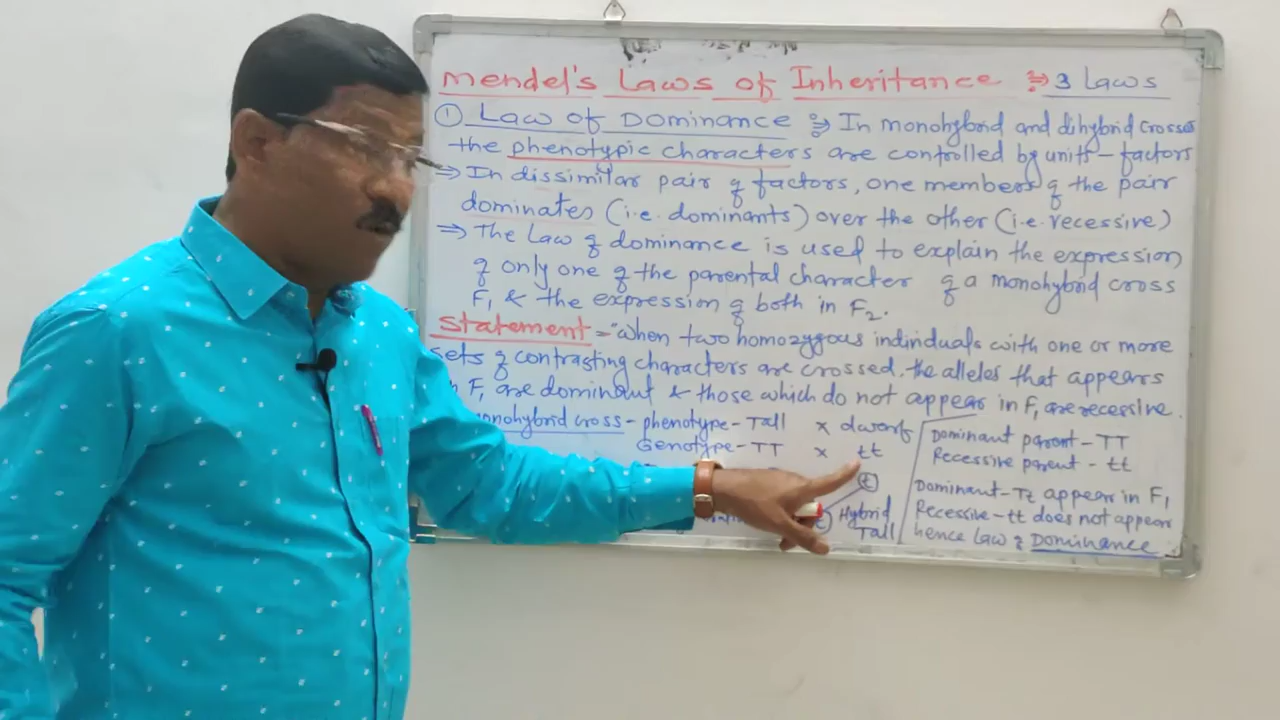 Mendel's Laws of Inheritance ⇒ 3 Laws
① Law of Dominance ⇒ In monohybrid and dihybrid crosses
the phenotypic characters are controlled by units - factors
⇒ In dissimilar pair of factors, one members of the pair
dominates (i.e. dominants) over the other (i.e. recessive)
⇒ The Law of dominance is used to explain the expression
of only one of the parental character of a monohybrid cross
F₁ & the expression of both in F₂.
Statement = "When two homozygous individuals with one or more
sets of contrasting characters are crossed, the alleles that appears
in F₁ are dominant & those which do not appear in F₁ are recessive.
monohybrid cross - phenotype - Tall x dwarf
Genotype - TT x tt
t
t Hybrid
Tall
Dominant parent - TT
Recessive parent - tt
Dominant - Tt appear in F₁
Recessive - tt does not appear
hence Law of Dominance